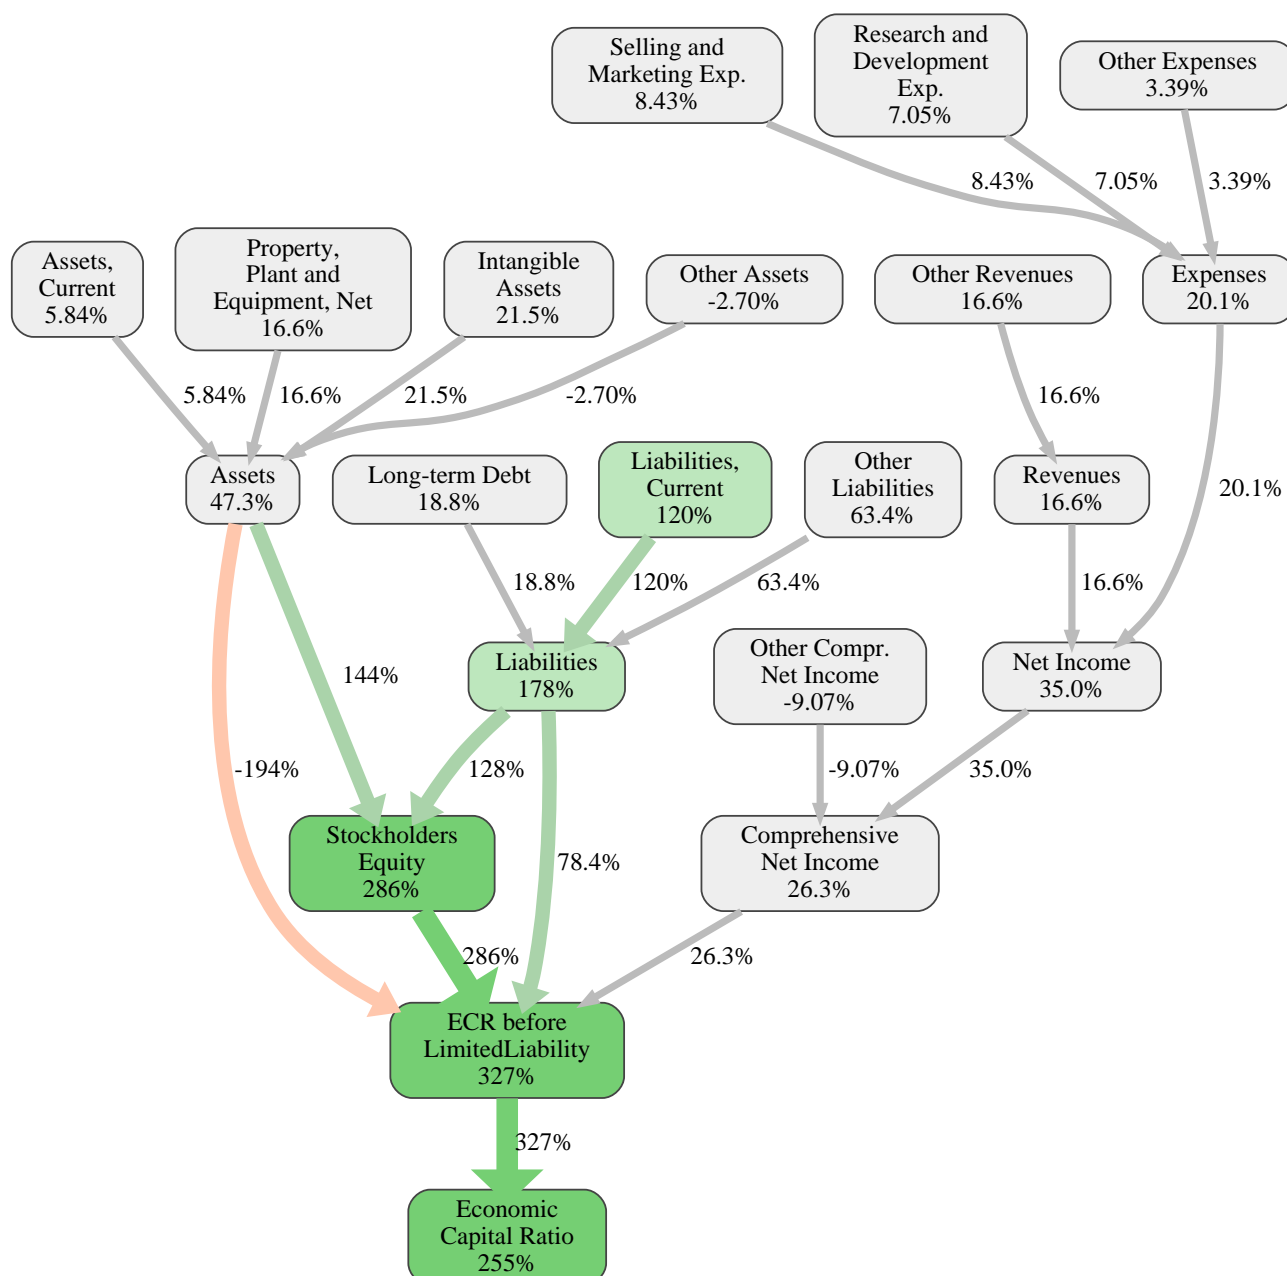 Selling and
Marketing Exp.
8.43%
Research and
Development
Exp.
7.05%
Other Expenses
3.39%
8.43%
7.05%
3.39%
Assets,
Current
5.84%
Property,
Plant and
Equipment, Net
16.6%
Intangible
Assets
21.5%
Other Assets
-2.70%
Other Revenues
16.6%
Expenses
20.1%
5.84%
16.6%
21.5%
-2.70%
16.6%
20.1%
Assets
47.3%
Long-term Debt
18.8%
Liabilities,
Current
120%
Other
Liabilities
63.4%
Revenues
16.6%
18.8%
120%
63.4%
16.6%
Liabilities
178%
Other Compr.
Net Income
-9.07%
Net Income
35.0%
144%
-194%
128%
78.4%
-9.07%
35.0%
Stockholders
Equity
286%
Comprehensive
Net Income
26.3%
286%
26.3%
ECR before
LimitedLiability
327%
327%
Economic
Capital Ratio
255%